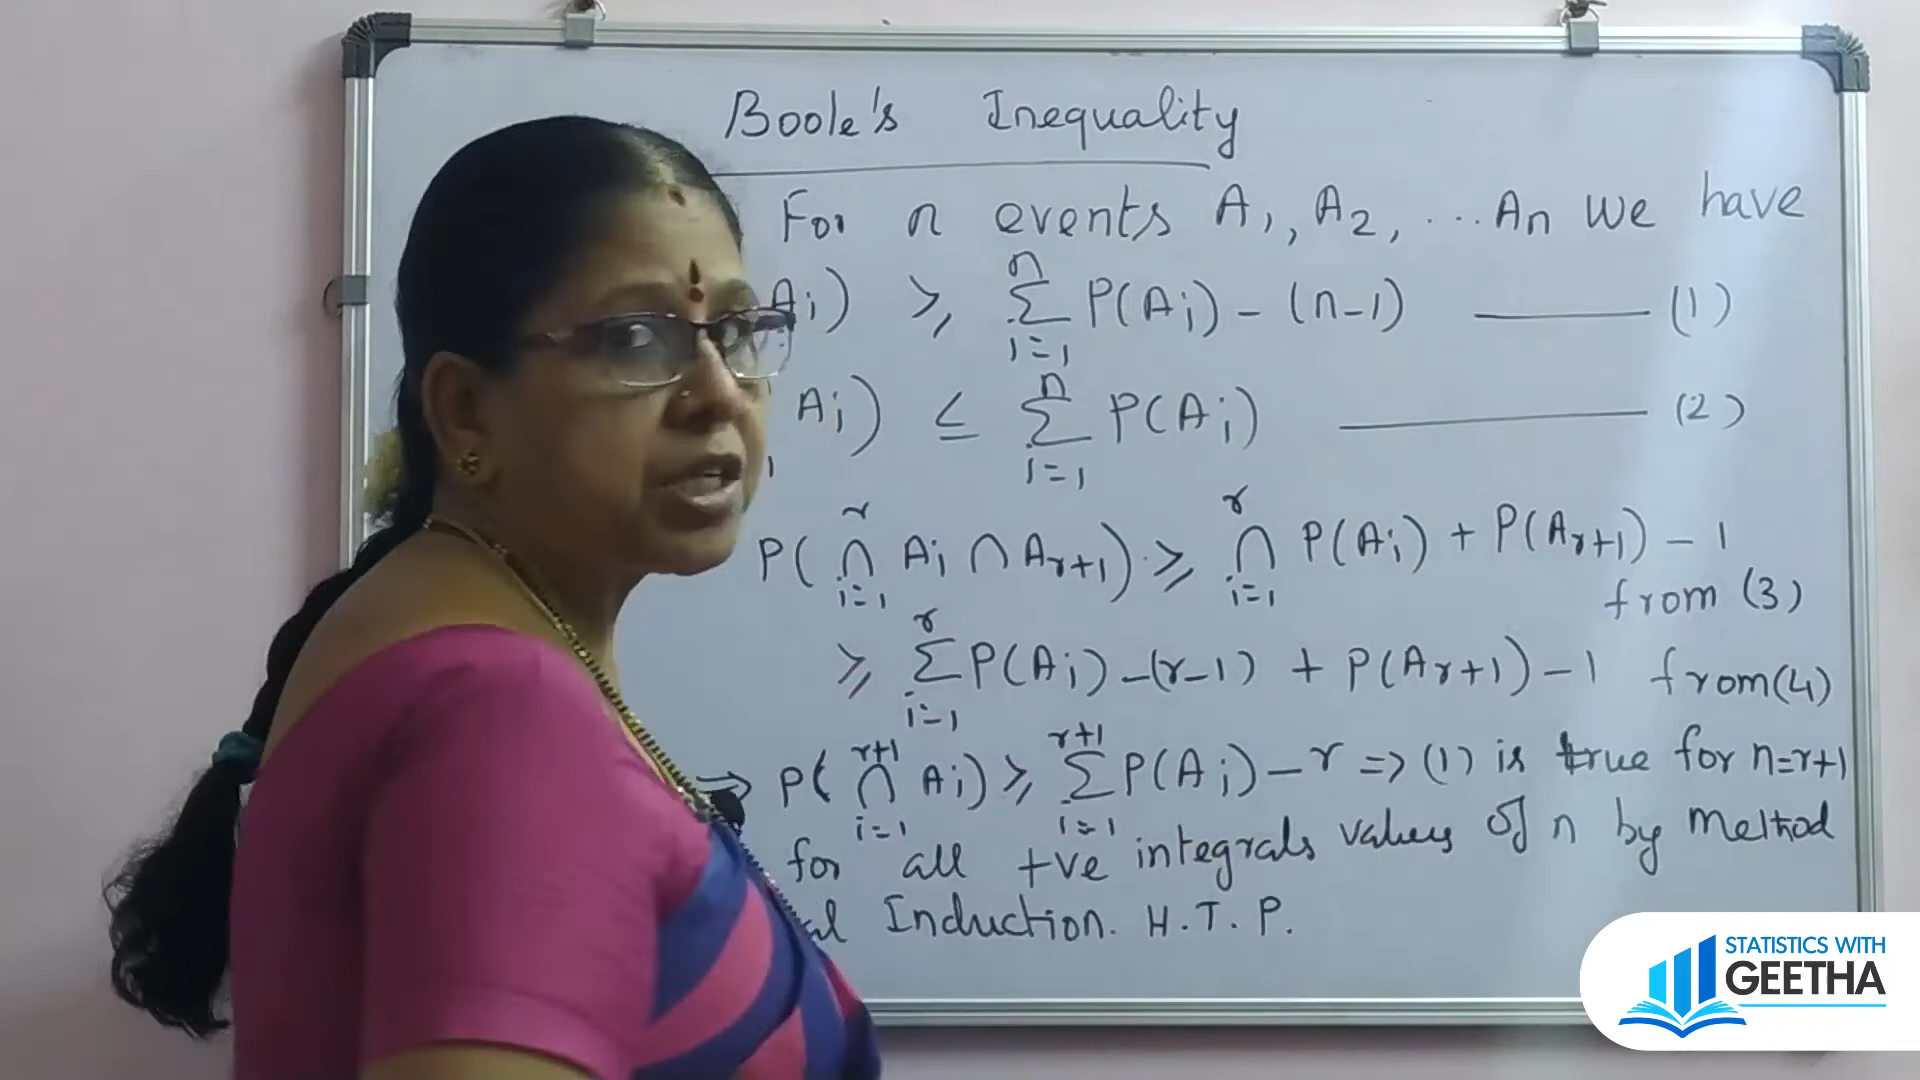 Boole's Inequality
For n events A1, A2, ... An we have
Ai) ≥ n Σ i=1 P(Ai) - (n-1) —— (1)
Ai) ≤ n Σ i=1 P(Ai) —— (2)
P( r ∩ i=1 Ai ∩ Ar+1) ≥ r ∩ i=1 P(Ai) + P(Ar+1) - 1
from (3)
≥ r Σ i=1 P(Ai) - (r-1) + P(Ar+1) - 1 from (4)
⇒ P( r+1 ∩ i=1 Ai) ≥ r+1 Σ i=1 P(Ai) - r ⇒ (1) is true for n=r+1
for all +ve integrals values of n by method
al Induction. H.T.P.
STATISTICS WITH
GEETHA